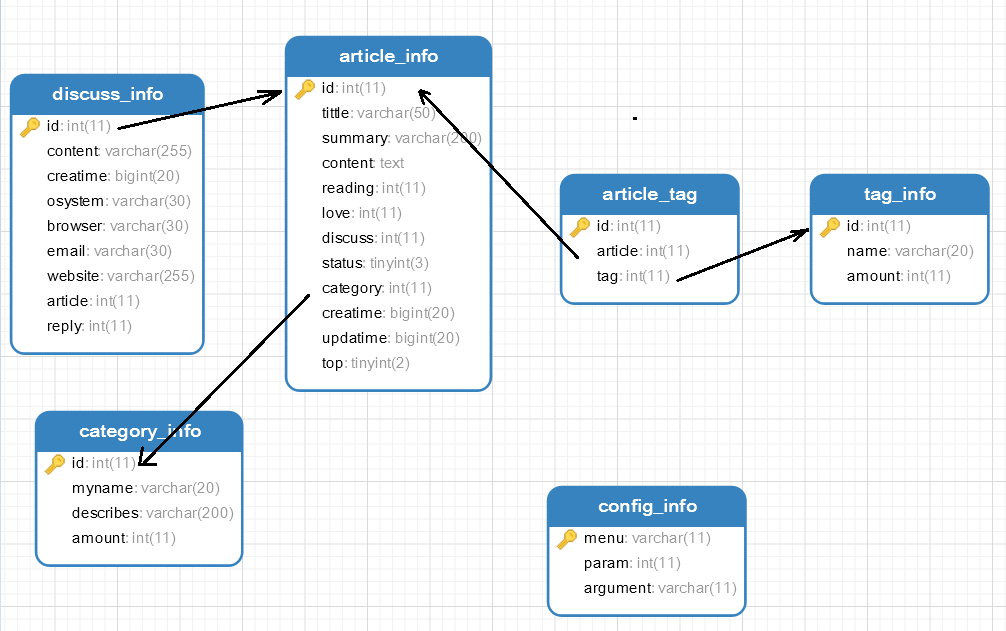 discuss_info
id: int(11)
content: varchar(255)
creatime: bigint(20)
osystem: varchar(30)
browser: varchar(30)
email: varchar(30)
website: varchar(255)
article: int(11)
reply: int(11)
article_info
id: int(11)
title: varchar(50)
summary: varchar(200)
content: text
reading: int(11)
love: int(11)
discuss: int(11)
status: tinyint(3)
category: int(11)
creatime: bigint(20)
updatime: bigint(20)
top: tinyint(2)
article_tag
id: int(11)
article: int(11)
tag: int(11)
tag_info
id: int(11)
name: varchar(20)
amount: int(11)
category_info
id: int(11)
myname: varchar(20)
describes: varchar(200)
amount: int(11)
config_info
menu: varchar(11)
param: int(11)
argument: varchar(11)